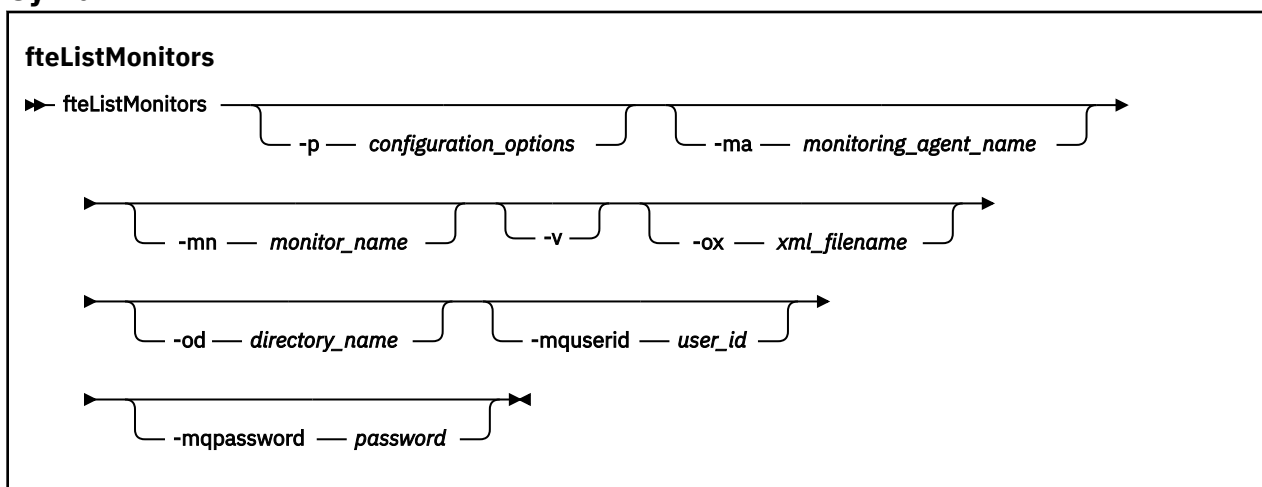 fteListMonitors
fteListMonitors -p configuration_options -ma monitoring_agent_name
-mn monitor_name -v -ox xml_filename
-od directory_name -mquserid user_id
-mqpassword password